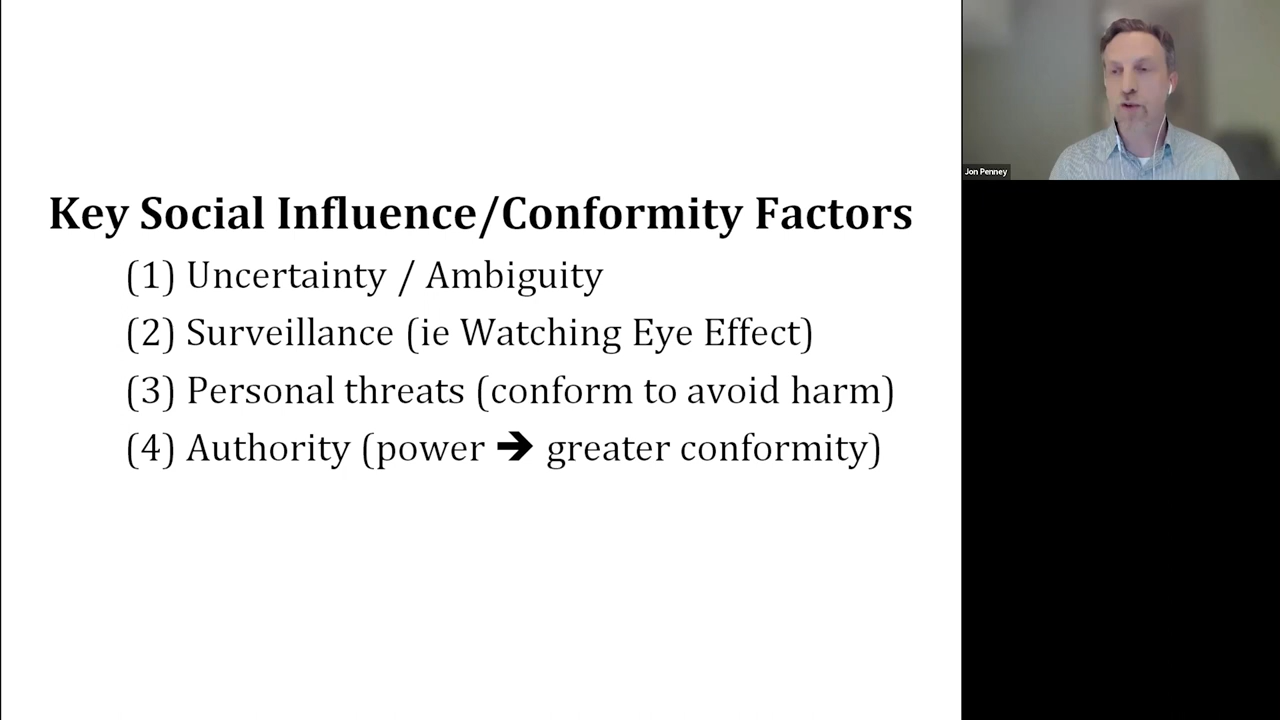 Key Social Influence/Conformity Factors
(1) Uncertainty / Ambiguity
(2) Surveillance (ie Watching Eye Effect)
(3) Personal threats (conform to avoid harm)
(4) Authority (power ➔ greater conformity)
Jon Penney